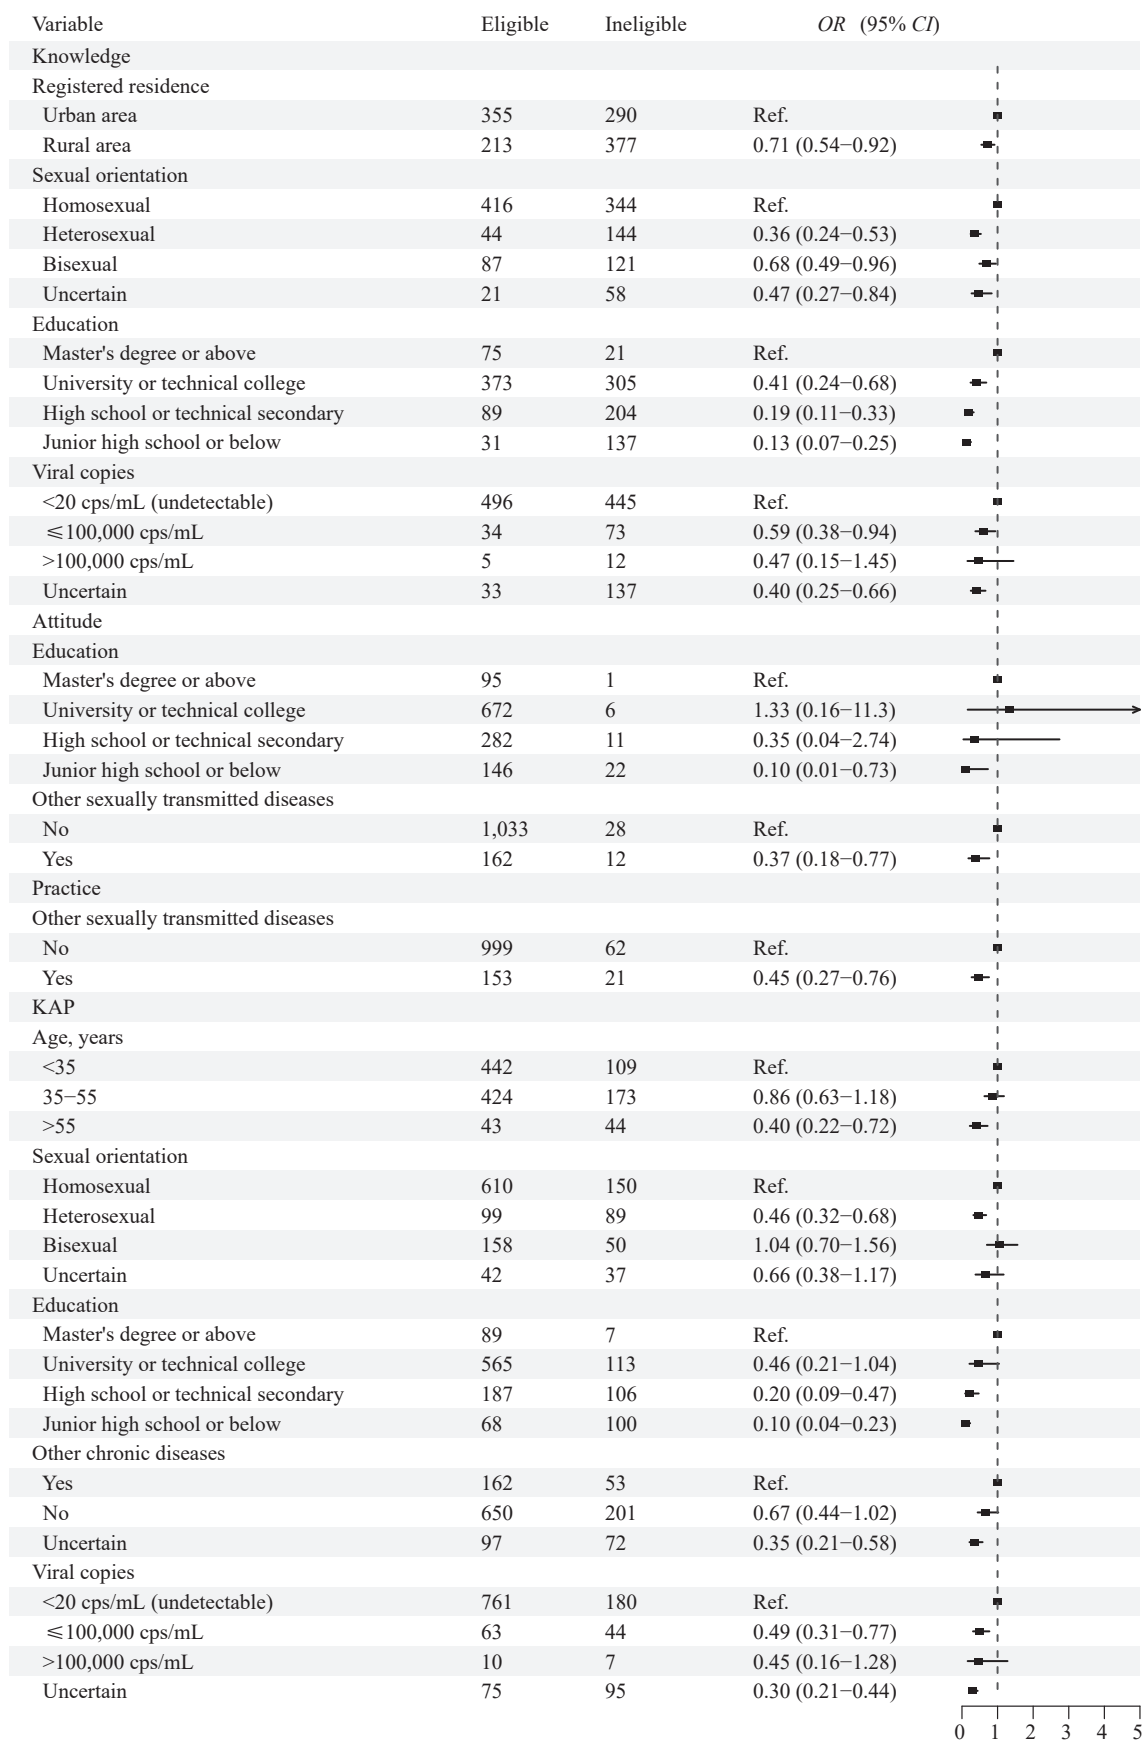 Variable Eligible Ineligible OR (95% CI)
Knowledge
Registered residence
Urban area 355 290 Ref.
Rural area 213 377 0.71 (0.54−0.92)
Sexual orientation
Homosexual 416 344 Ref.
Heterosexual 44 144 0.36 (0.24−0.53)
Bisexual 87 121 0.68 (0.49−0.96)
Uncertain 21 58 0.47 (0.27−0.84)
Education
Master's degree or above 75 21 Ref.
University or technical college 373 305 0.41 (0.24−0.68)
High school or technical secondary 89 204 0.19 (0.11−0.33)
Junior high school or below 31 137 0.13 (0.07−0.25)
Viral copies
<20 cps/mL (undetectable) 496 445 Ref.
⩽100,000 cps/mL 34 73 0.59 (0.38−0.94)
>100,000 cps/mL 5 12 0.47 (0.15−1.45)
Uncertain 33 137 0.40 (0.25−0.66)
Attitude
Education
Master's degree or above 95 1 Ref.
University or technical college 672 6 1.33 (0.16−11.3)
High school or technical secondary 282 11 0.35 (0.04−2.74)
Junior high school or below 146 22 0.10 (0.01−0.73)
Other sexually transmitted diseases
No 1,033 28 Ref.
Yes 162 12 0.37 (0.18−0.77)
Practice
Other sexually transmitted diseases
No 999 62 Ref.
Yes 153 21 0.45 (0.27−0.76)
KAP
Age, years
<35 442 109 Ref.
35−55 424 173 0.86 (0.63−1.18)
>55 43 44 0.40 (0.22−0.72)
Sexual orientation
Homosexual 610 150 Ref.
Heterosexual 99 89 0.46 (0.32−0.68)
Bisexual 158 50 1.04 (0.70−1.56)
Uncertain 42 37 0.66 (0.38−1.17)
Education
Master's degree or above 89 7 Ref.
University or technical college 565 113 0.46 (0.21−1.04)
High school or technical secondary 187 106 0.20 (0.09−0.47)
Junior high school or below 68 100 0.10 (0.04−0.23)
Other chronic diseases
Yes 162 53 Ref.
No 650 201 0.67 (0.44−1.02)
Uncertain 97 72 0.35 (0.21−0.58)
Viral copies
<20 cps/mL (undetectable) 761 180 Ref.
⩽100,000 cps/mL 63 44 0.49 (0.31−0.77)
>100,000 cps/mL 10 7 0.45 (0.16−1.28)
Uncertain 75 95 0.30 (0.21−0.44)
0 1 2 3 4 5